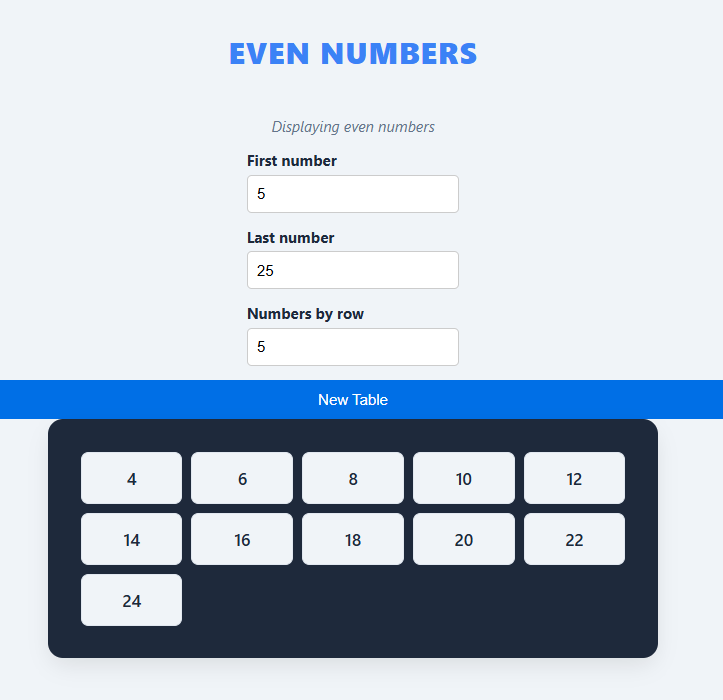 EVEN NUMBERS
Displaying even numbers
First number
5
Last number
25
Numbers by row
5
New Table
4 6 8 10 12
14 16 18 20 22
24